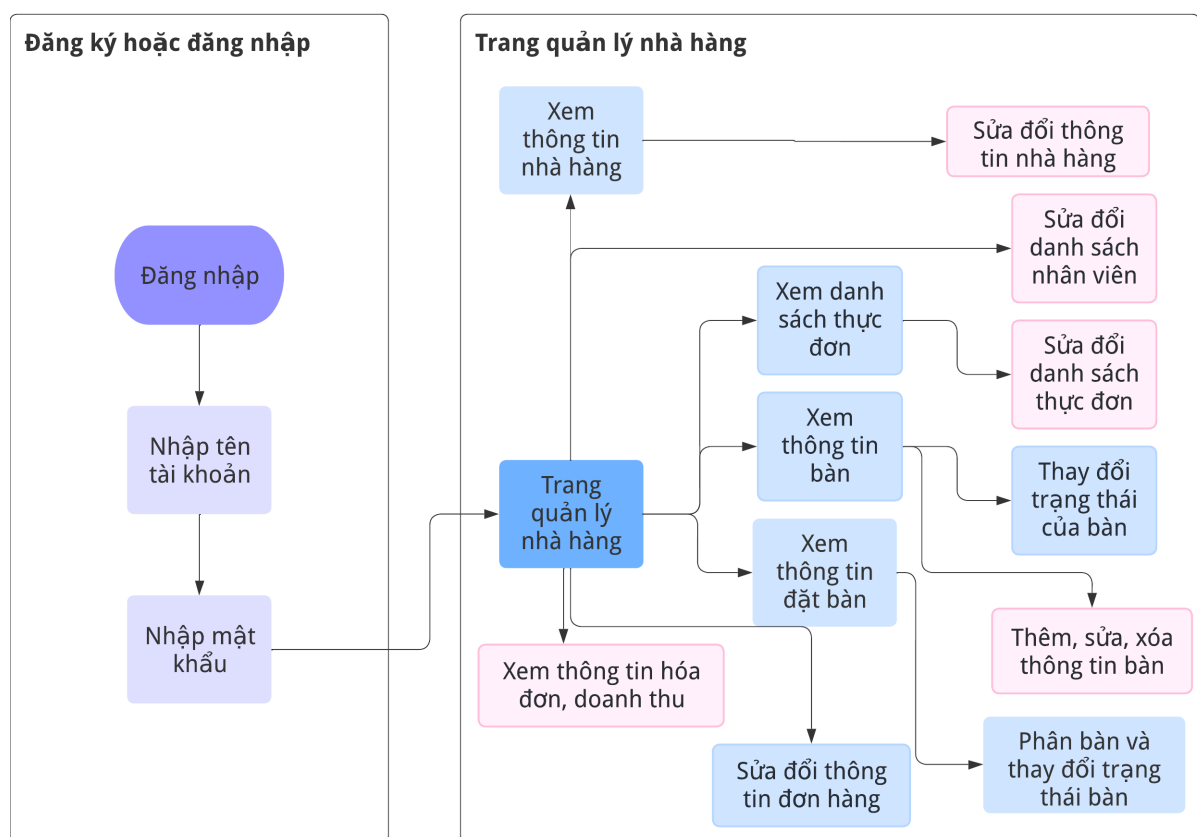 Đăng ký hoặc đăng nhập
Đăng nhập
Nhập tên
tài khoản
Nhập mật
khẩu
Trang quản lý nhà hàng
Xem
thông tin
nhà hàng
Sửa đổi thông
tin nhà hàng
Sửa đổi
danh sách
nhân viên
Xem danh
sách thực
đơn
Sửa đổi
danh sách
thực đơn
Xem
thông tin
bàn
Thay đổi
trạng thái
của bàn
Trang
quản lý
nhà hàng
Xem
thông tin
đặt bàn
Thêm, sửa, xóa
thông tin bàn
Xem thông tin hóa
đơn, doanh thu
Sửa đổi thông
tin đơn hàng
Phân bàn và
thay đổi trạng
thái bàn